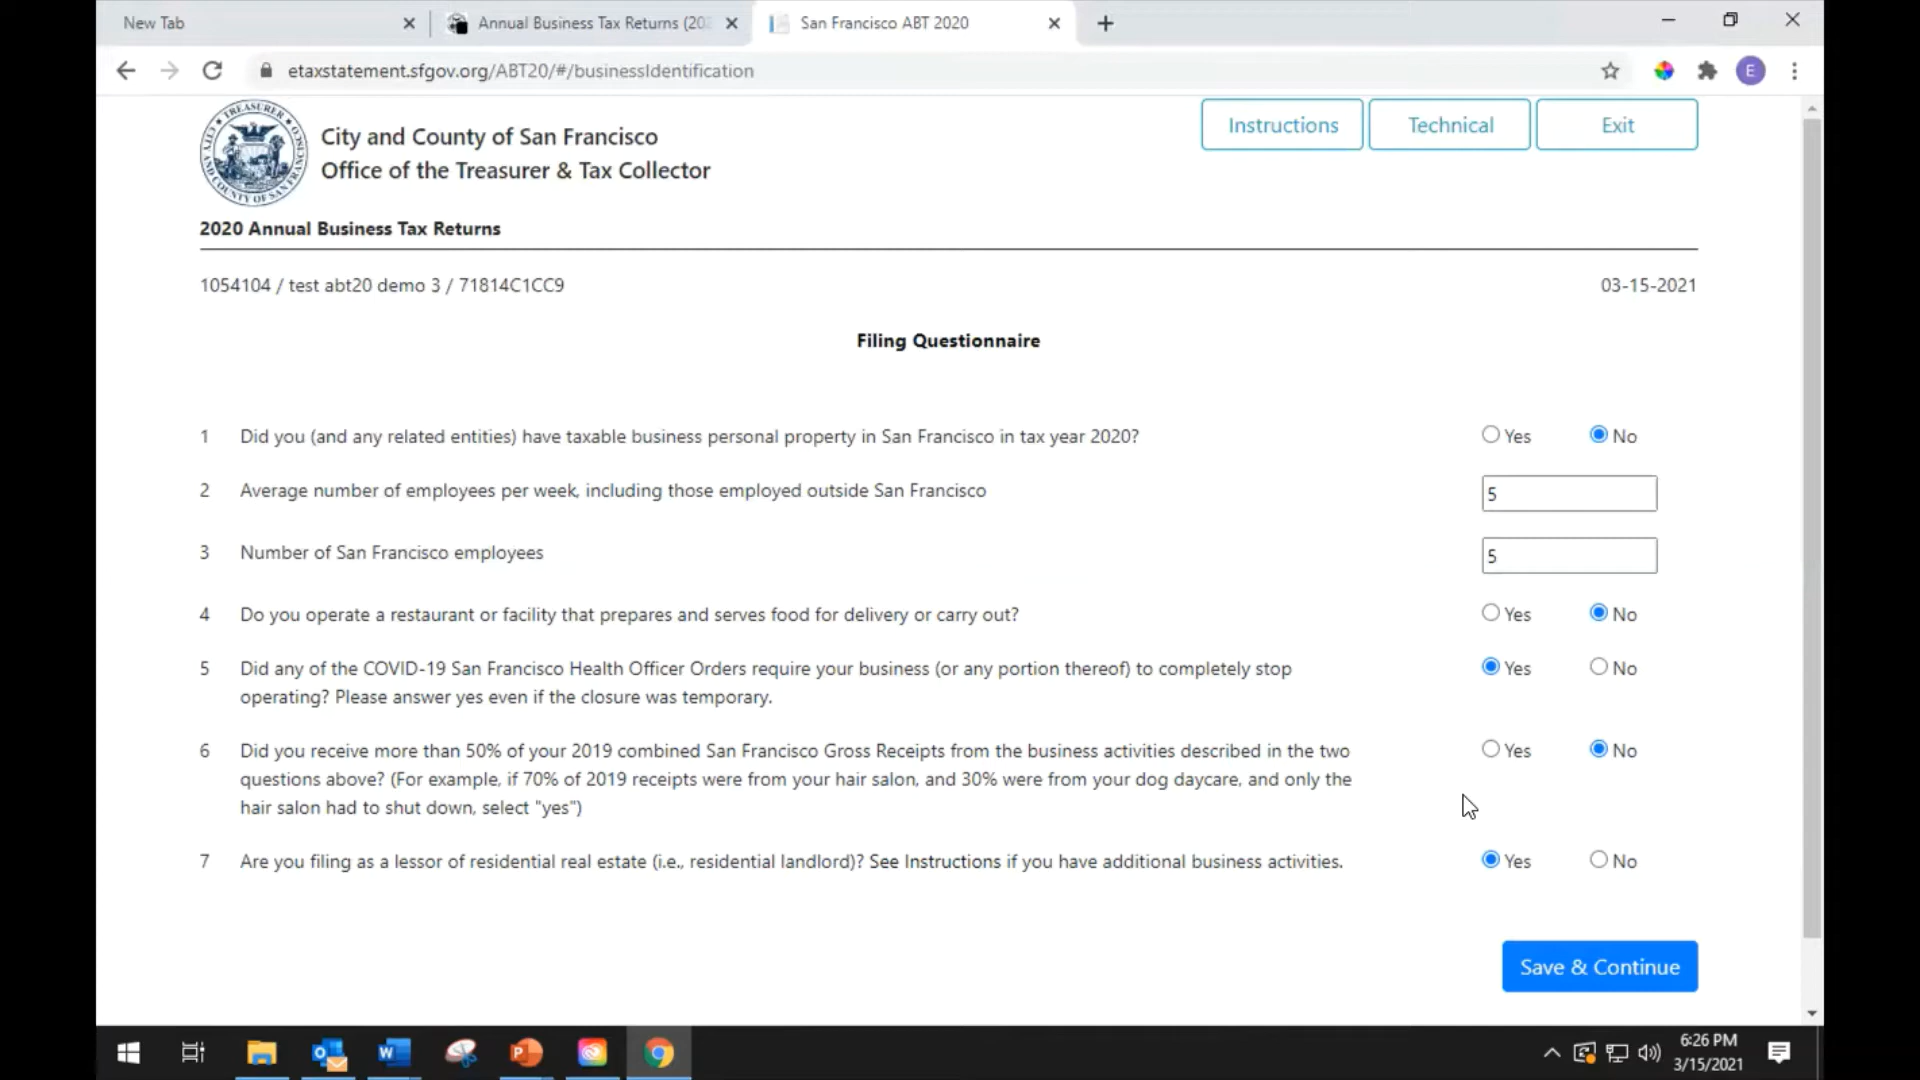 New Tab
Annual Business Tax Returns (20
San Francisco ABT 2020
etaxstatement.sfgov.org/ABT20/#/businessIdentification
E
City and County of San Francisco
Office of the Treasurer & Tax Collector
Instructions
Technical
Exit
2020 Annual Business Tax Returns
1054104 / test abt20 demo 3 / 71814C1CC9
03-15-2021
Filing Questionnaire
1 Did you (and any related entities) have taxable business personal property in San Francisco in tax year 2020? Yes No
2 Average number of employees per week, including those employed outside San Francisco 5
3 Number of San Francisco employees 5
4 Do you operate a restaurant or facility that prepares and serves food for delivery or carry out? Yes No
5 Did any of the COVID-19 San Francisco Health Officer Orders require your business (or any portion thereof) to completely stop Yes No
operating? Please answer yes even if the closure was temporary.
6 Did you receive more than 50% of your 2019 combined San Francisco Gross Receipts from the business activities described in the two Yes No
questions above? (For example, if 70% of 2019 receipts were from your hair salon, and 30% were from your dog daycare, and only the
hair salon had to shut down, select "yes")
7 Are you filing as a lessor of residential real estate (i.e., residential landlord)? See Instructions if you have additional business activities. Yes No
Save & Continue
6:26 PM
3/15/2021